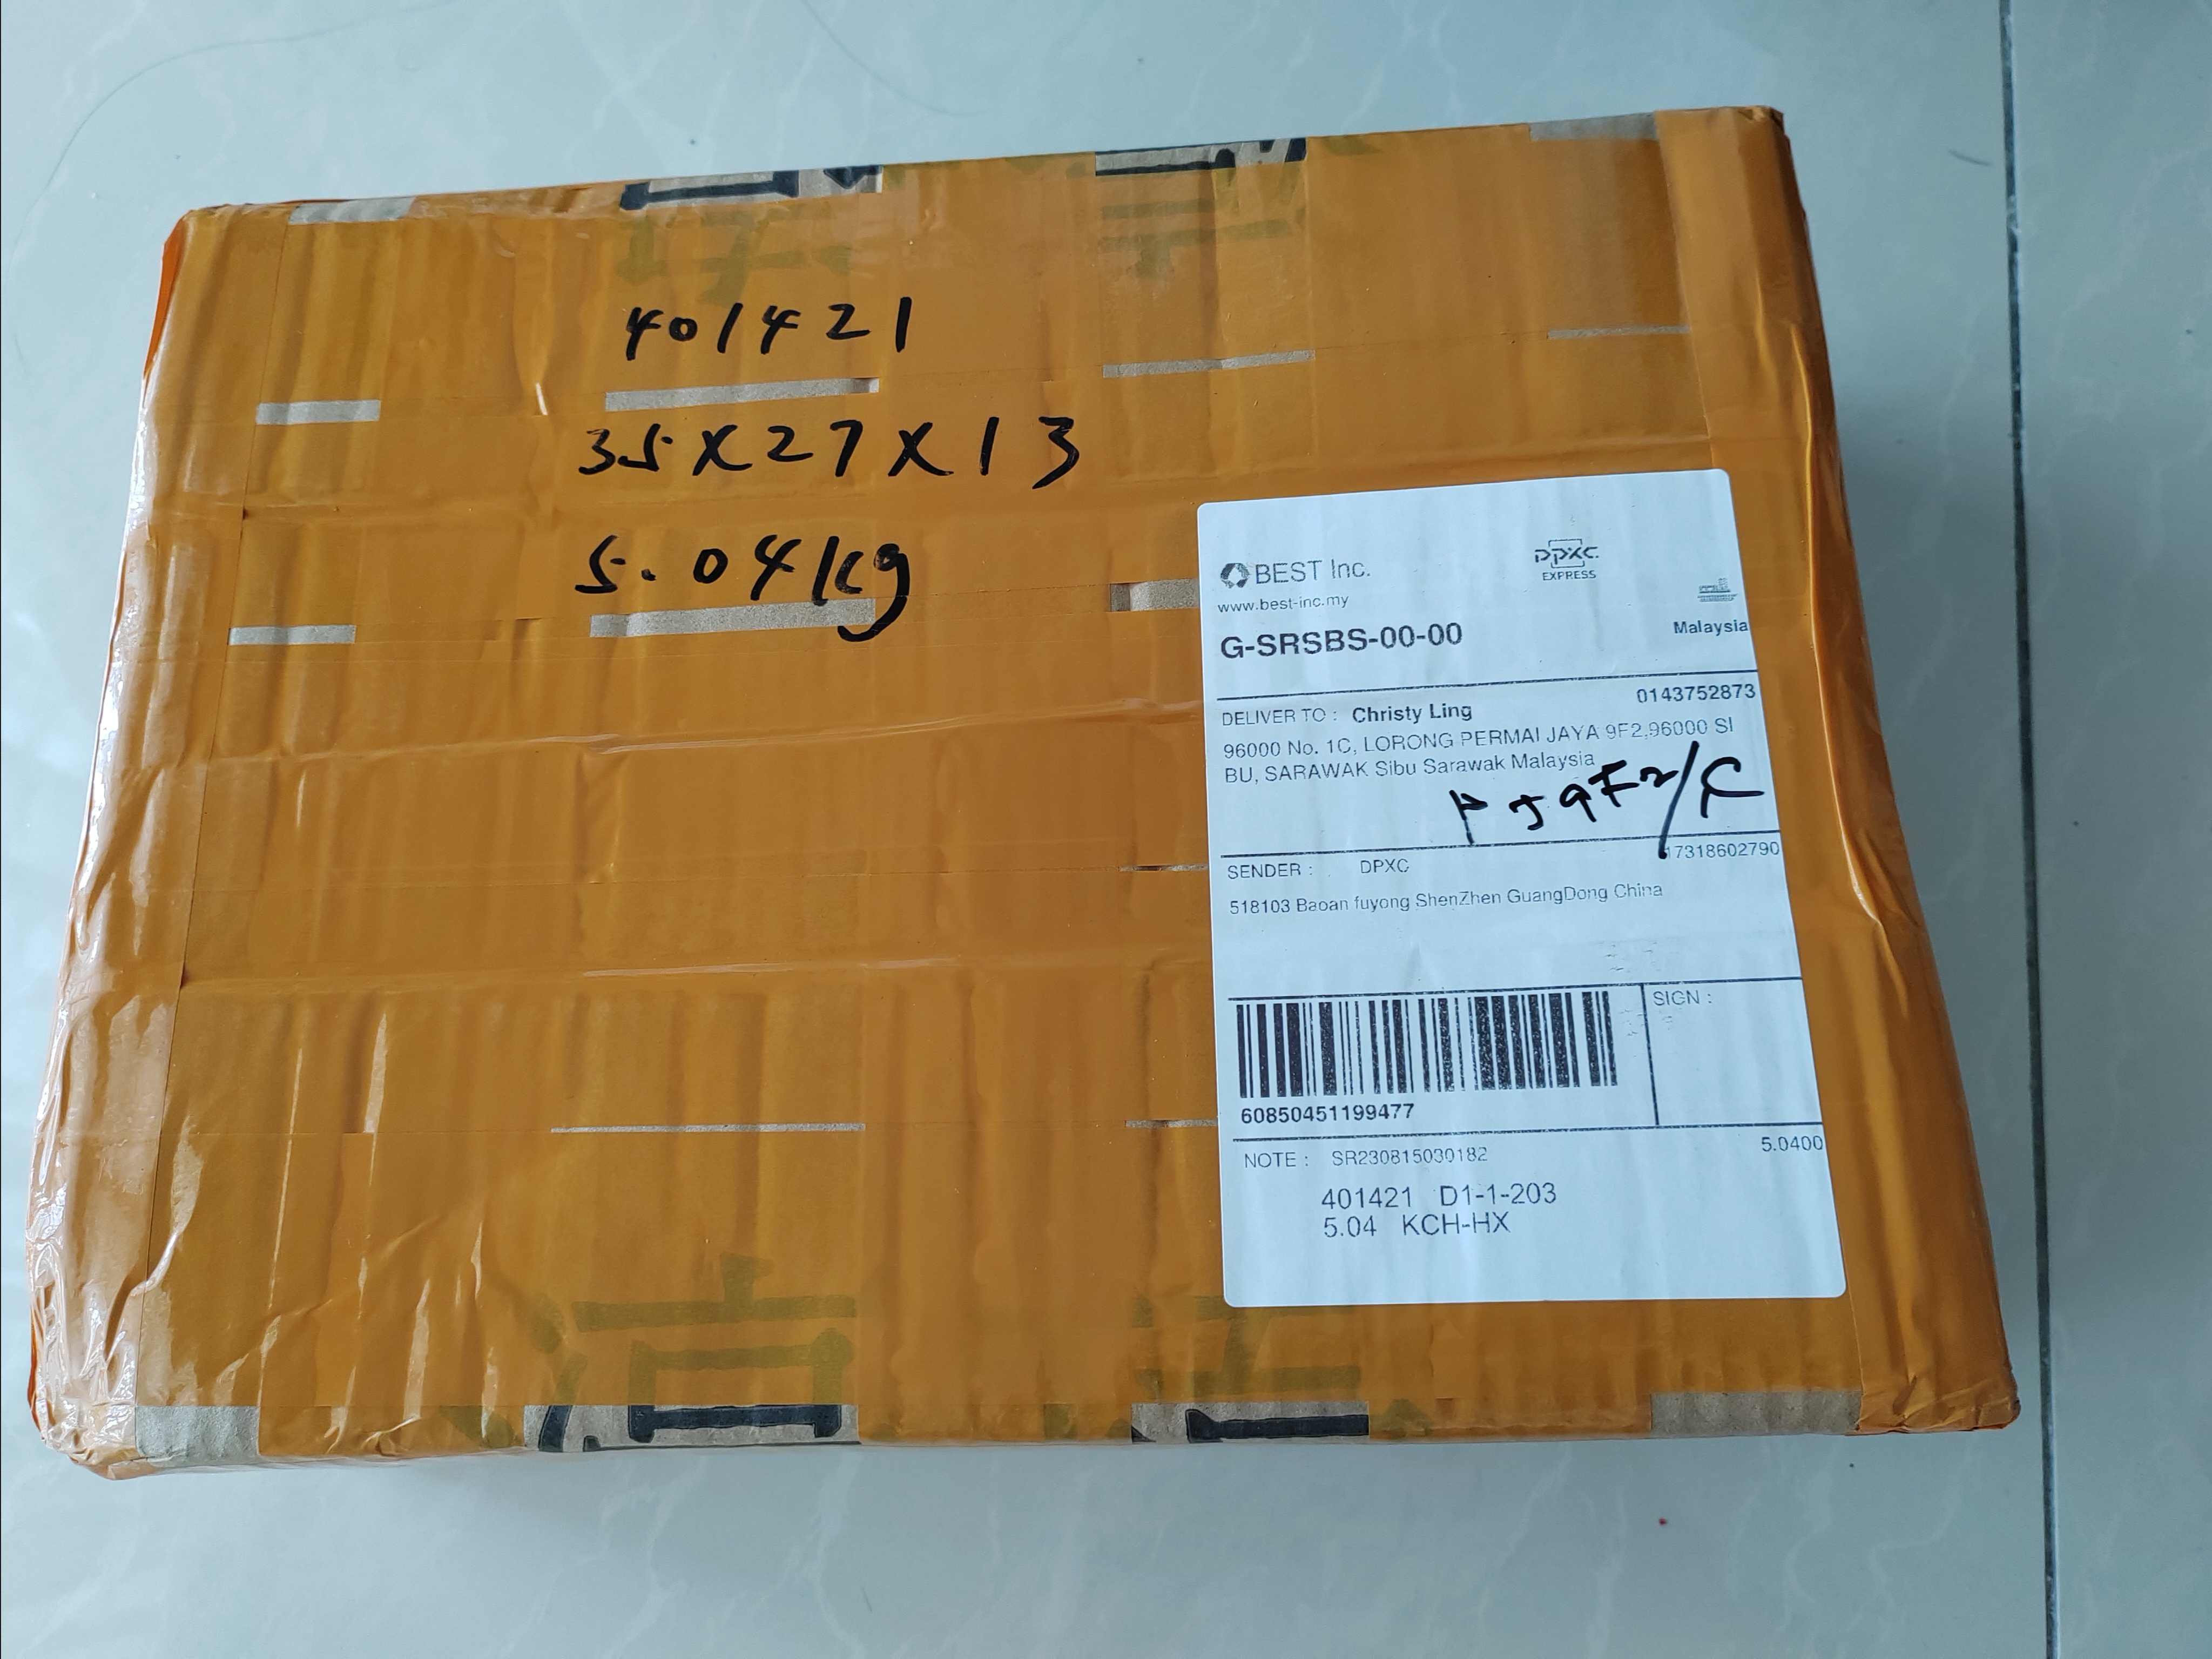 401421
35X27X13
5.04kg
BEST Inc.
DPXC
EXPRESS
www.best-inc.my
G-SRSBS-00-00
Malaysia
0143752873
DELIVER TO : Christy Ling
96000 No. 1C, LORONG PERMAI JAYA 9F2,96000 SI
BU, SARAWAK Sibu Sarawak Malaysia
PJ9F2/C
SENDER : DPXC 17318602790
518103 Baoan fuyong ShenZhen GuangDong China
SIGN :
60850451199477
NOTE : SR230815030182 5.0400
401421 D1-1-203
5.04 KCH-HX